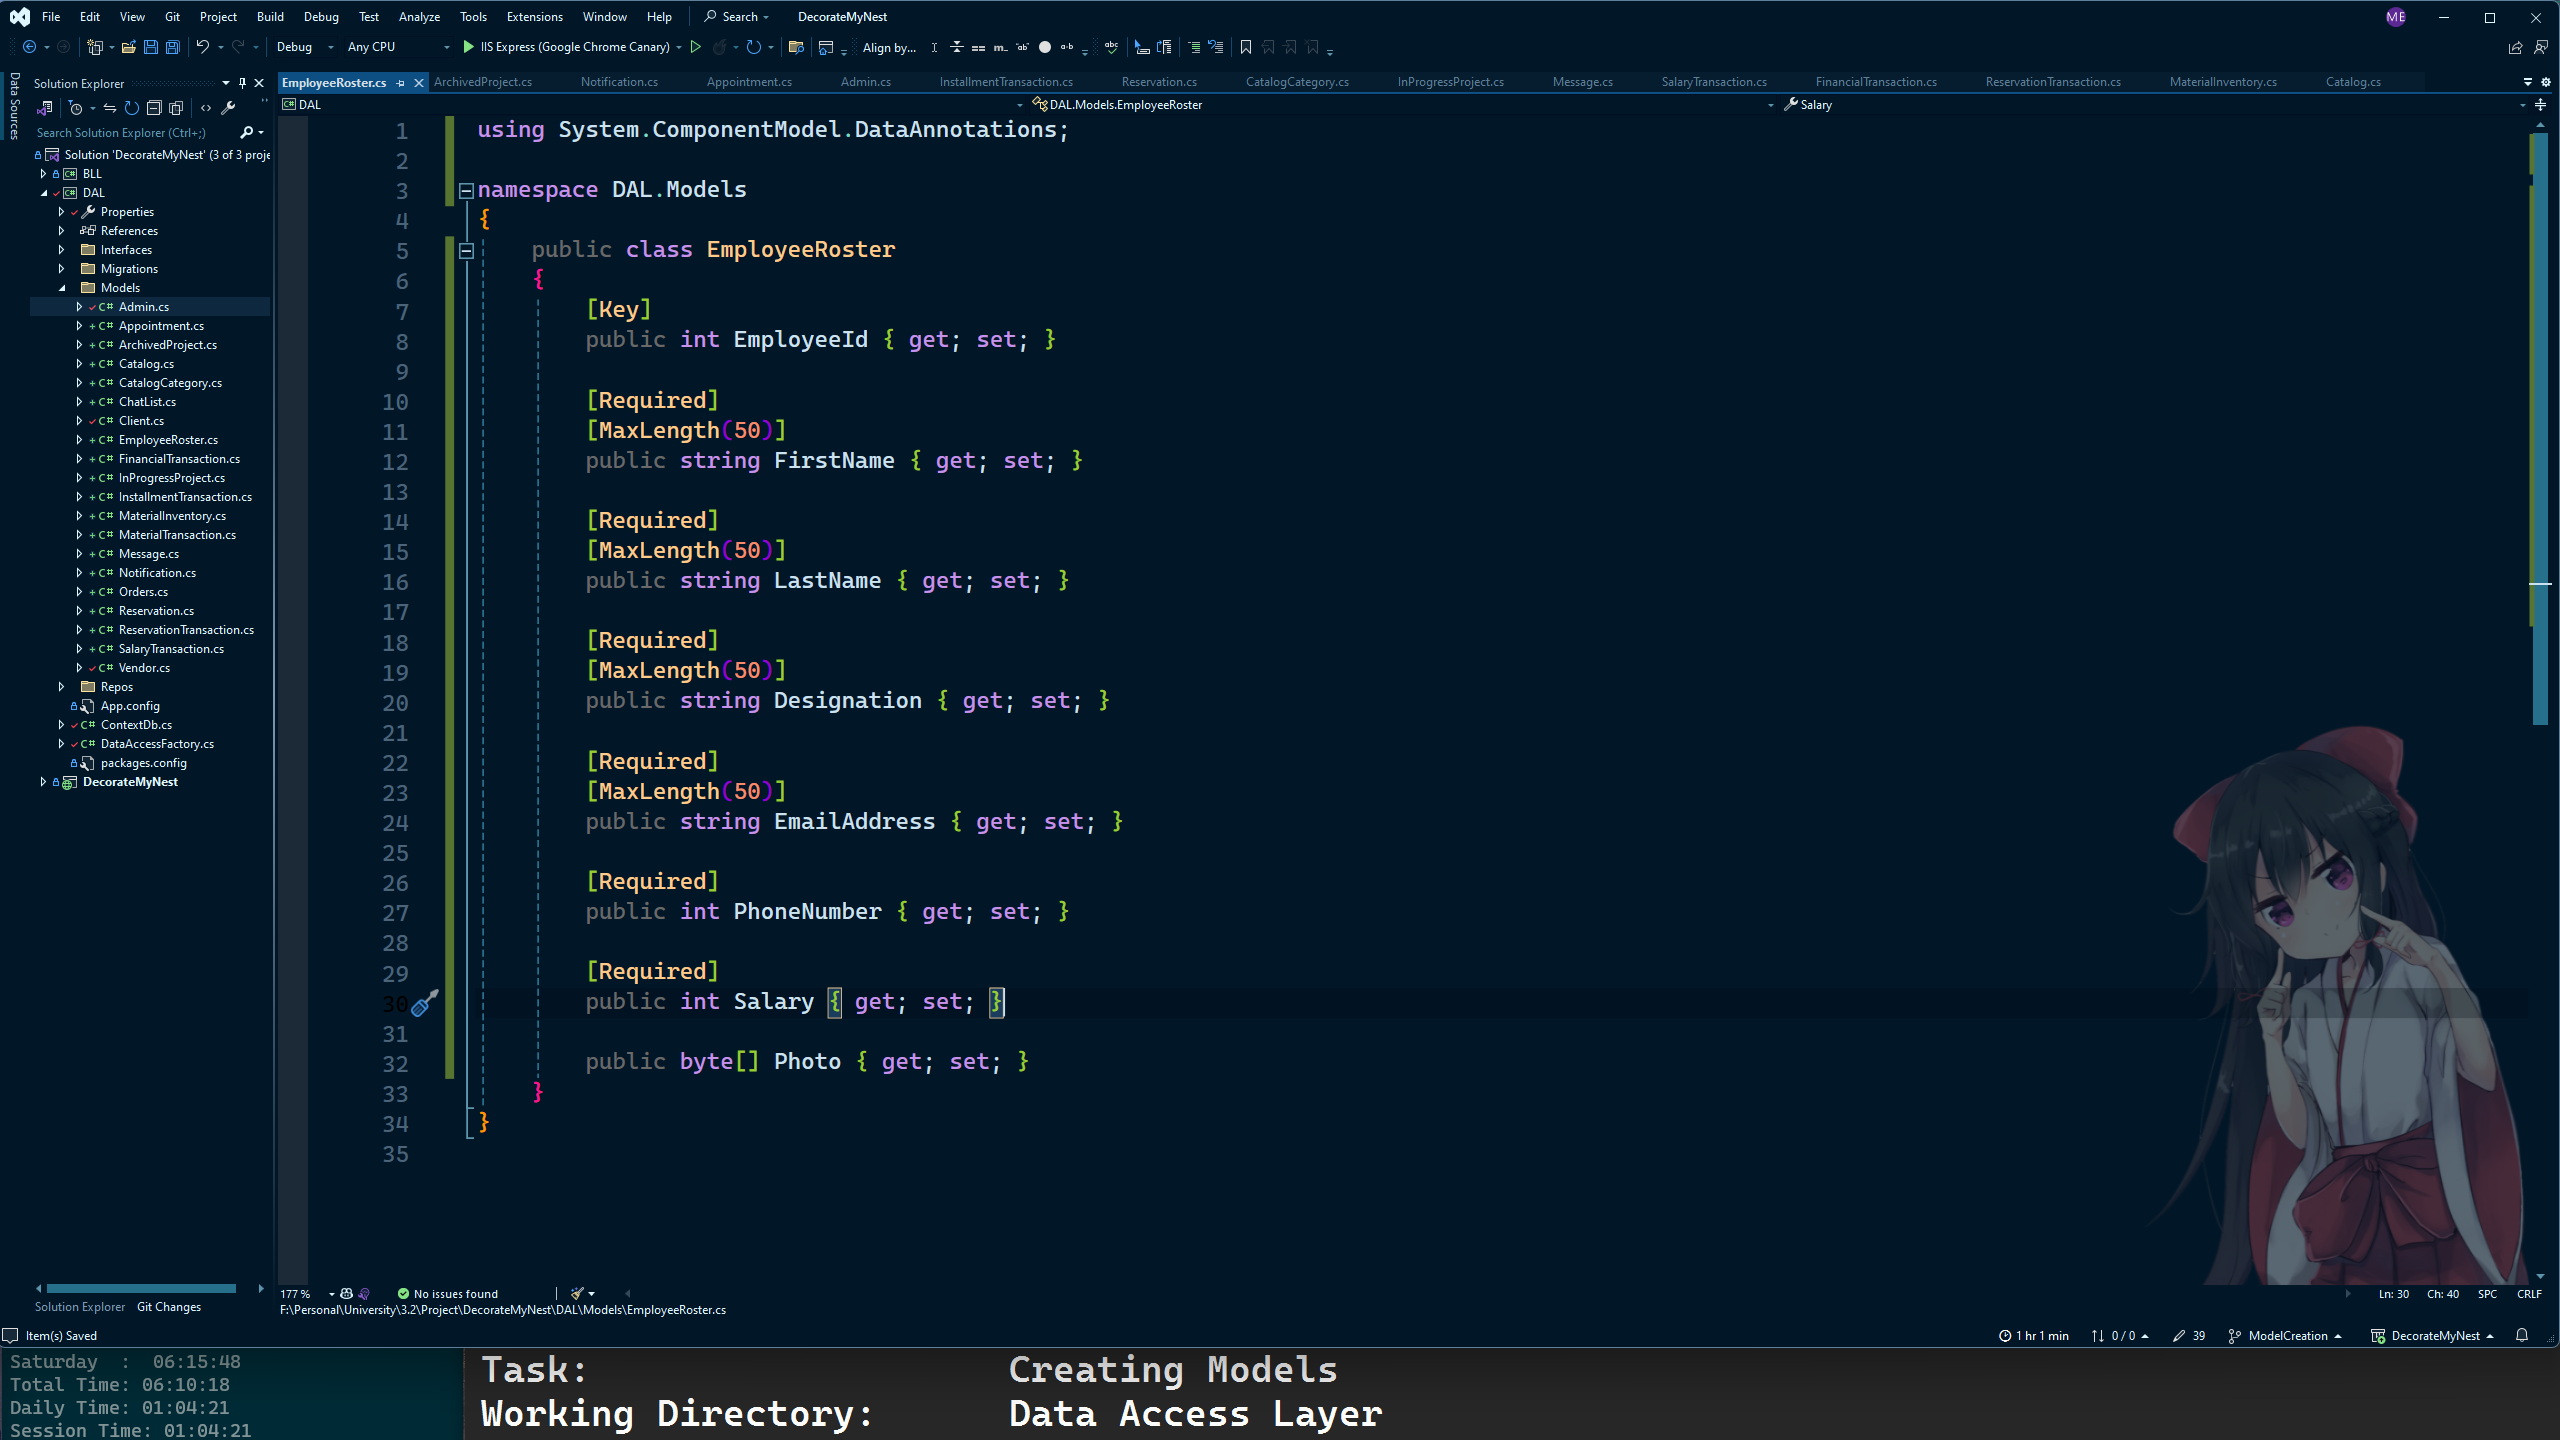 File Edit View Git Project Build Debug Test Analyze Tools Extensions Window Help Search DecorateMyNest ME
Debug Any CPU IIS Express (Google Chrome Canary) Align by...
Data Sources
Solution Explorer
Search Solution Explorer (Ctrl+;)
Solution 'DecorateMyNest' (3 of 3 proje
BLL
DAL
Properties
References
Interfaces
Migrations
Models
Admin.cs
Appointment.cs
ArchivedProject.cs
Catalog.cs
CatalogCategory.cs
ChatList.cs
Client.cs
EmployeeRoster.cs
FinancialTransaction.cs
InProgressProject.cs
InstallmentTransaction.cs
MaterialInventory.cs
MaterialTransaction.cs
Message.cs
Notification.cs
Orders.cs
Reservation.cs
ReservationTransaction.cs
SalaryTransaction.cs
Vendor.cs
Repos
App.config
ContextDb.cs
DataAccessFactory.cs
packages.config
DecorateMyNest
Solution Explorer Git Changes
EmployeeRoster.cs ArchivedProject.cs Notification.cs Appointment.cs Admin.cs InstallmentTransaction.cs Reservation.cs CatalogCategory.cs InProgressProject.cs Message.cs SalaryTransaction.cs FinancialTransaction.cs ReservationTransaction.cs MaterialInventory.cs Catalog.cs
DAL DAL.Models.EmployeeRoster Salary
1 using System.ComponentModel.DataAnnotations;
2
3 namespace DAL.Models
4 {
5 public class EmployeeRoster
6 {
7 [Key]
8 public int EmployeeId { get; set; }
9
10 [Required]
11 [MaxLength(50)]
12 public string FirstName { get; set; }
13
14 [Required]
15 [MaxLength(50)]
16 public string LastName { get; set; }
17
18 [Required]
19 [MaxLength(50)]
20 public string Designation { get; set; }
21
22 [Required]
23 [MaxLength(50)]
24 public string EmailAddress { get; set; }
25
26 [Required]
27 public int PhoneNumber { get; set; }
28
29 [Required]
30 public int Salary { get; set; }
31
32 public byte[] Photo { get; set; }
33 }
34 }
35
177 % No issues found Ln: 30 Ch: 40 SPC CRLF
F:\Personal\University\3.2\Project\DecorateMyNest\DAL\Models\EmployeeRoster.cs
Item(s) Saved 1 hr 1 min 0 / 0 39 ModelCreation DecorateMyNest
Saturday : 06:15:48
Total Time: 06:10:18
Daily Time: 01:04:21
Session Time: 01:04:21
Task: Creating Models
Working Directory: Data Access Layer